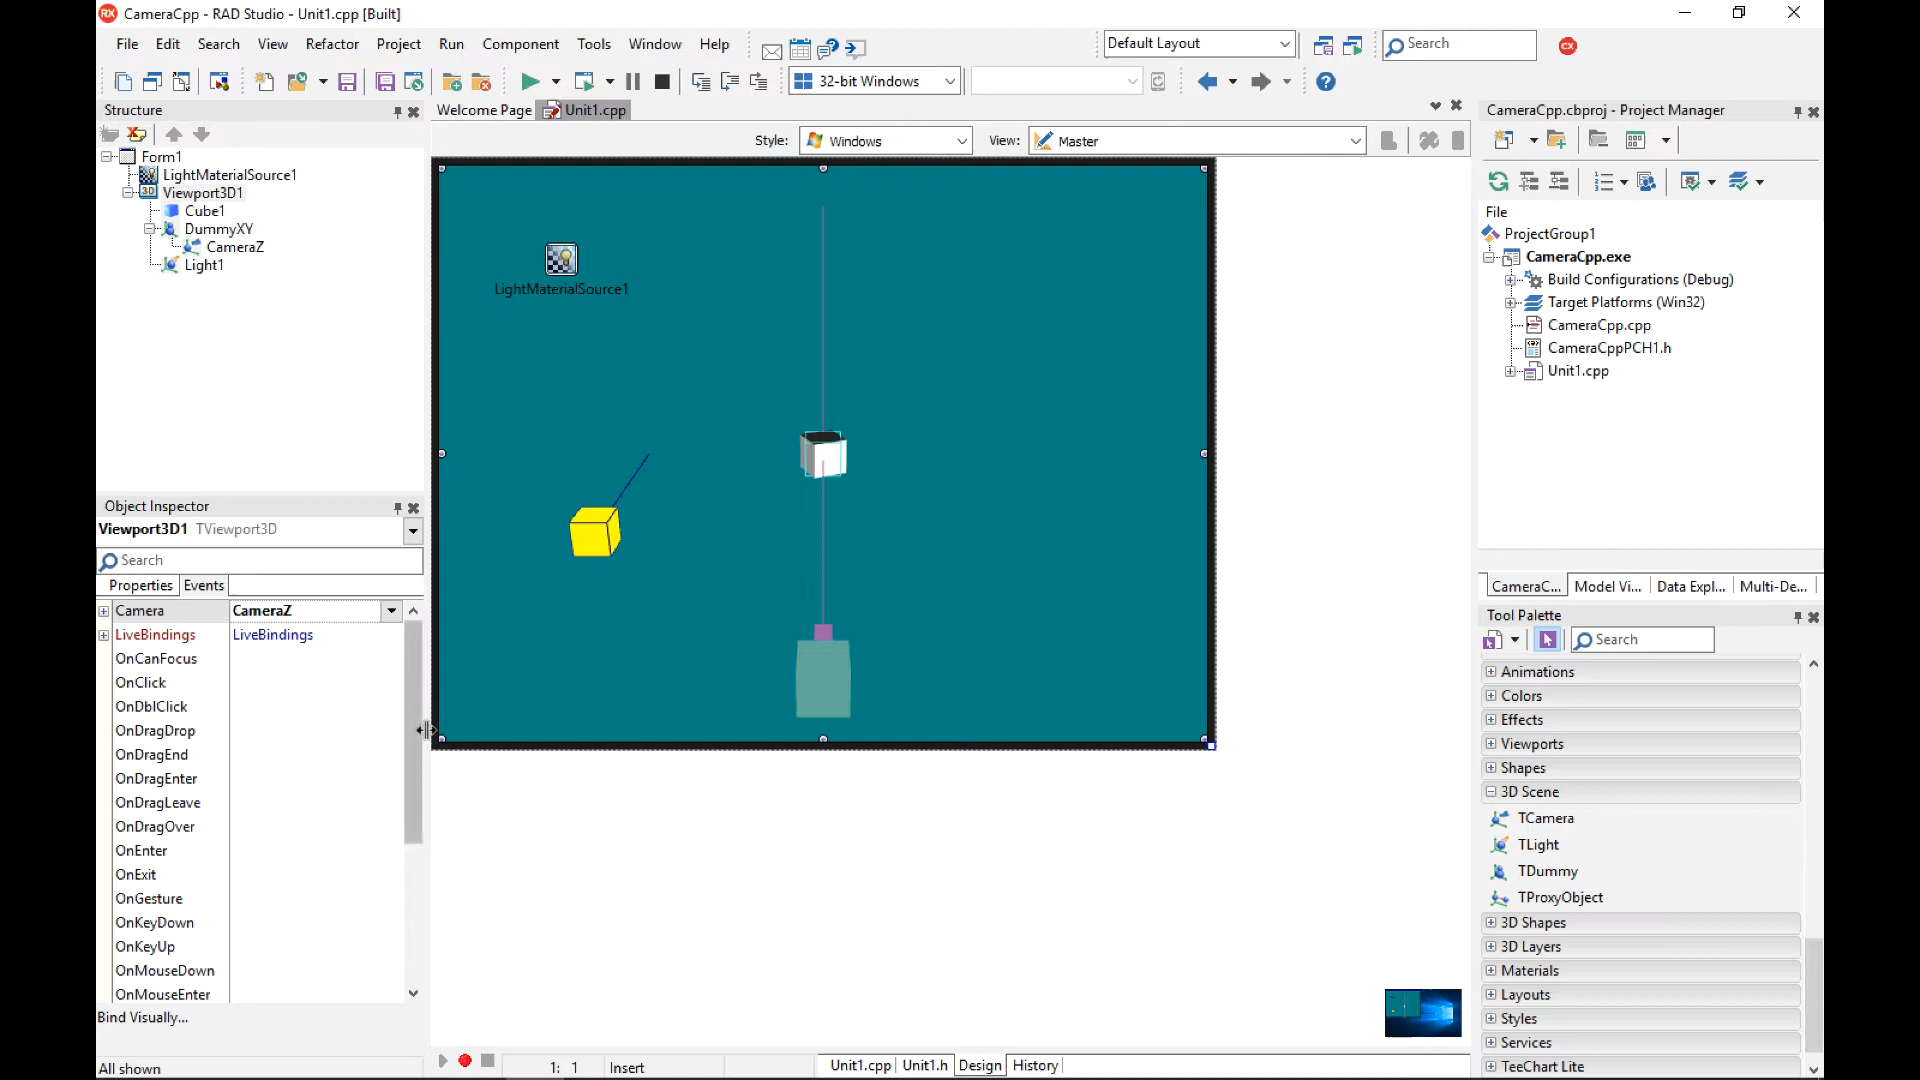 CameraCpp - RAD Studio - Unit1.cpp [Built]
File Edit Search View Refactor Project Run Component Tools Window Help
Default Layout
Search
32-bit Windows
Structure
Form1
LightMaterialSource1
Viewport3D1
Cube1
DummyXY
CameraZ
Light1
Object Inspector
Viewport3D1 TViewport3D
Search
Properties Events
Camera CameraZ
LiveBindings LiveBindings
OnCanFocus
OnClick
OnDblClick
OnDragDrop
OnDragEnd
OnDragEnter
OnDragLeave
OnDragOver
OnEnter
OnExit
OnGesture
OnKeyDown
OnKeyUp
OnMouseDown
OnMouseEnter
Bind Visually...
All shown
Welcome Page Unit1.cpp
Style: Windows View: Master
LightMaterialSource1
1: 1 Insert
Unit1.cpp Unit1.h Design History
CameraCpp.cbproj - Project Manager
File
ProjectGroup1
CameraCpp.exe
Build Configurations (Debug)
Target Platforms (Win32)
CameraCpp.cpp
CameraCppPCH1.h
Unit1.cpp
CameraC... Model Vi... Data Expl... Multi-De...
Tool Palette
Search
Animations
Colors
Effects
Viewports
Shapes
3D Scene
TCamera
TLight
TDummy
TProxyObject
3D Shapes
3D Layers
Materials
Layouts
Styles
Services
TeeChart Lite